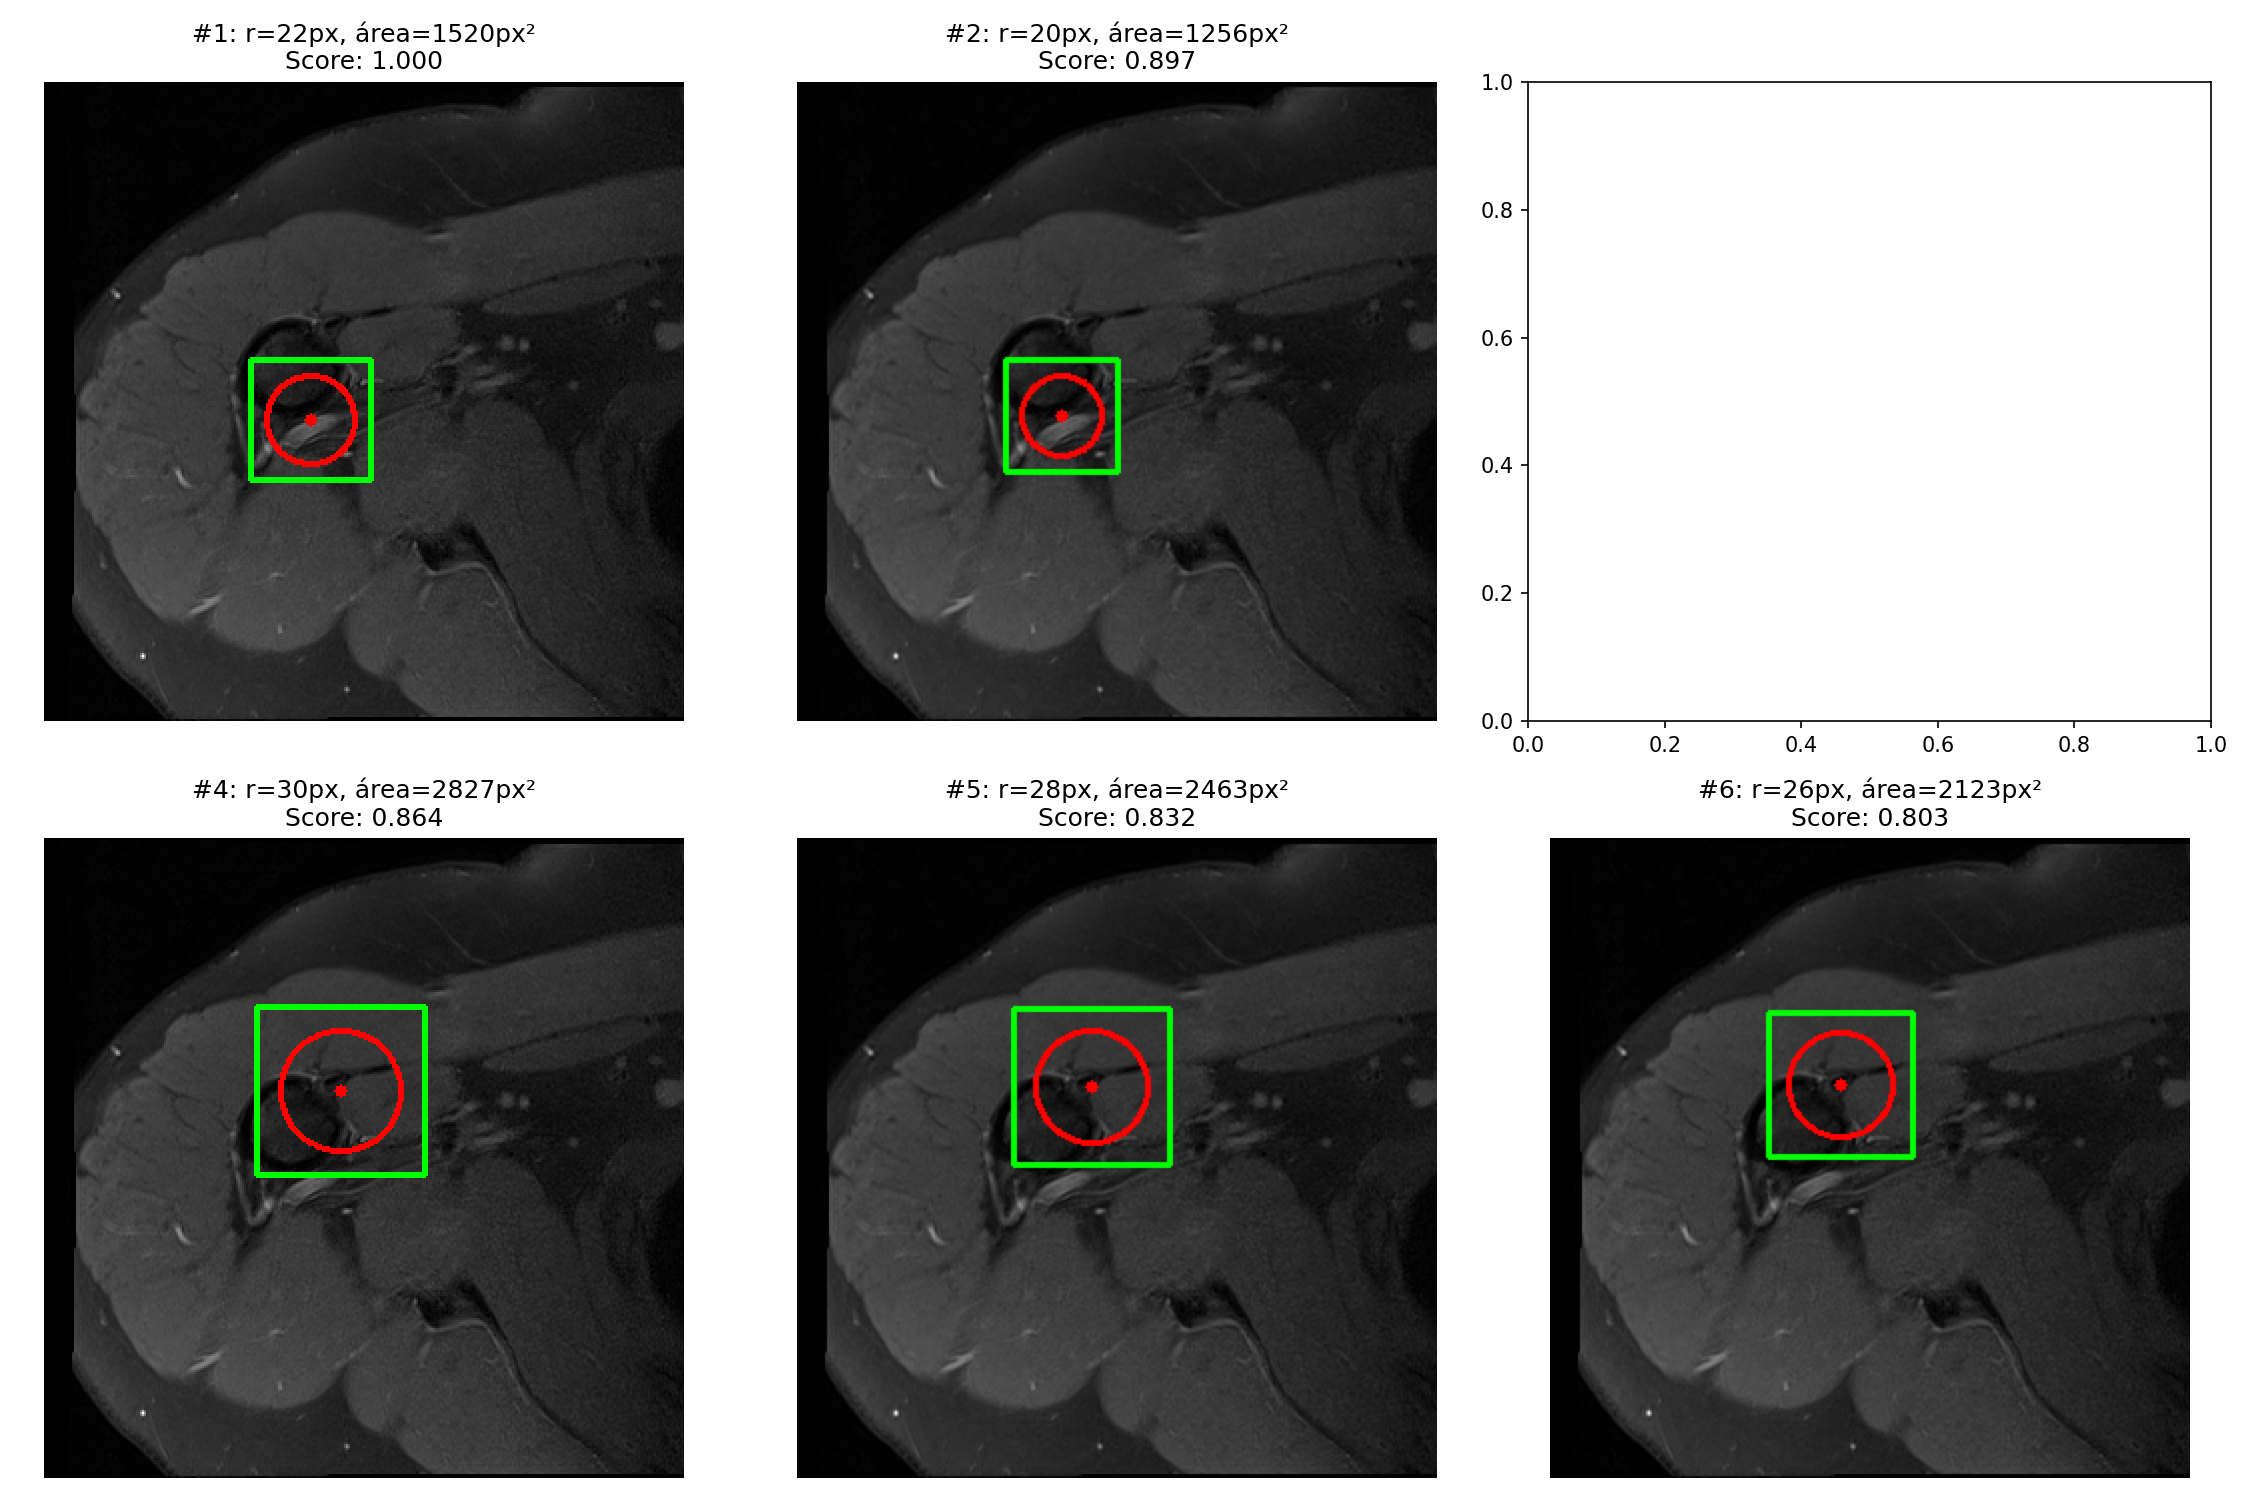 #1: r=22px, área=1520px²
Score: 1.000
#2: r=20px, área=1256px²
Score: 0.897
1.0
0.8
0.6
0.4
0.2
0.0
0.0 0.2 0.4 0.6 0.8 1.0
#4: r=30px, área=2827px²
Score: 0.864
#5: r=28px, área=2463px²
Score: 0.832
#6: r=26px, área=2123px²
Score: 0.803